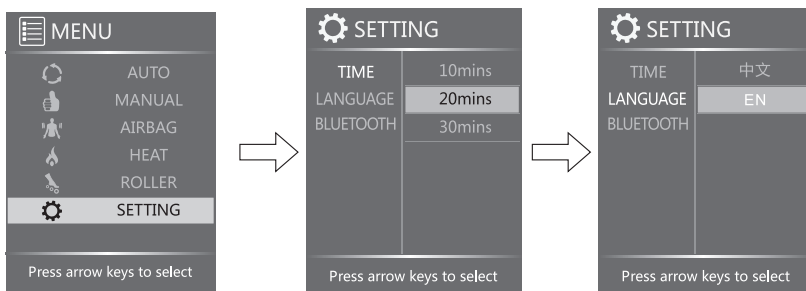 MENU
AUTO
MANUAL
AIRBAG
HEAT
ROLLER
SETTING
Press arrow keys to select
SETTING
TIME 10mins
LANGUAGE 20mins
BLUETOOTH 30mins
Press arrow keys to select
SETTING
TIME 中文
LANGUAGE EN
BLUETOOTH
Press arrow keys to select